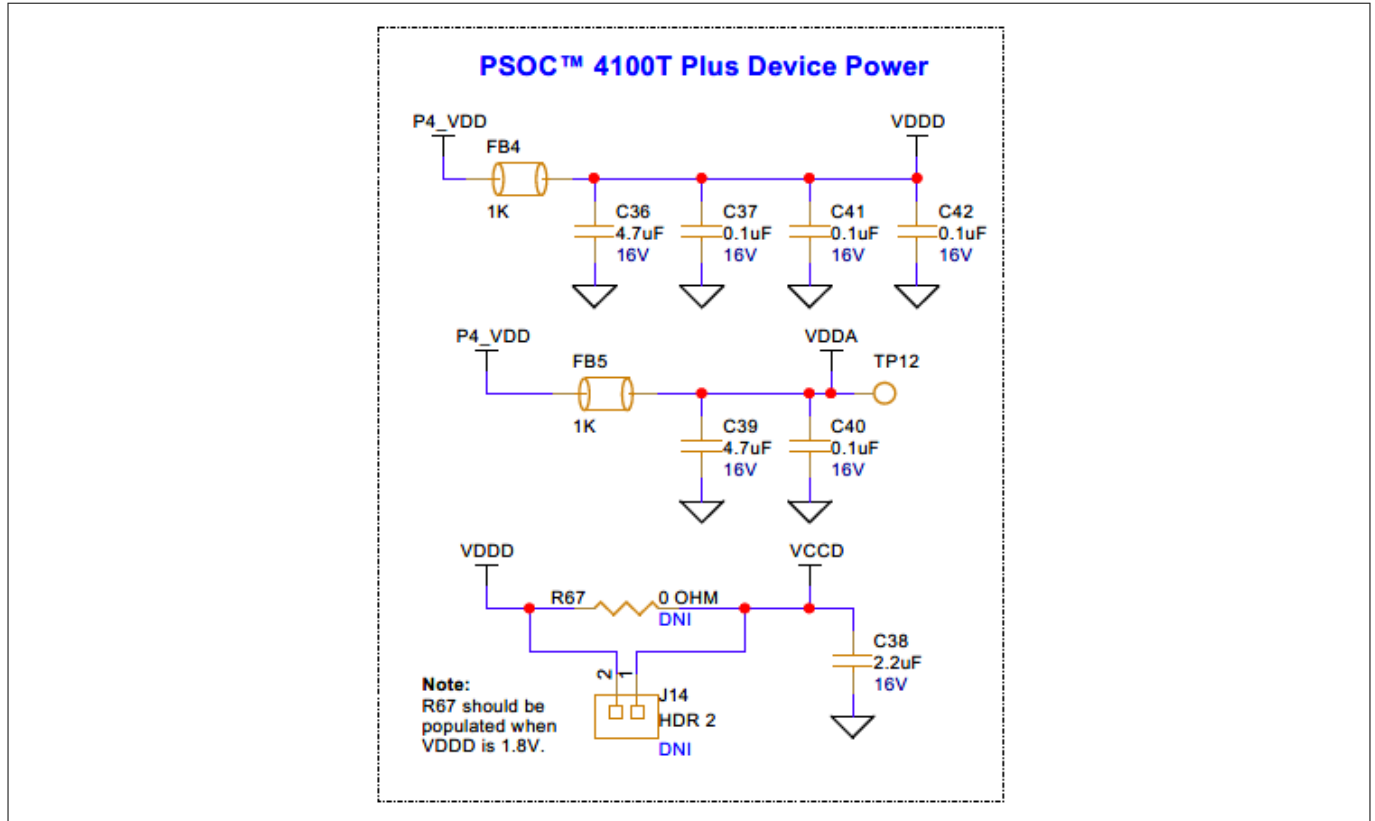 PSOC™ 4100T Plus Device Power
P4_VDD
VDDD
FB4
1K
C36
4.7uF
16V
C37
0.1uF
16V
C41
0.1uF
16V
C42
0.1uF
16V
P4_VDD
VDDA
FB5
TP12
1K
C39
4.7uF
16V
C40
0.1uF
16V
VDDD
VCCD
R67
0 OHM
DNI
C38
2.2uF
16V
2
1
J14
HDR 2
DNI
Note:
R67 should be
populated when
VDDD is 1.8V.